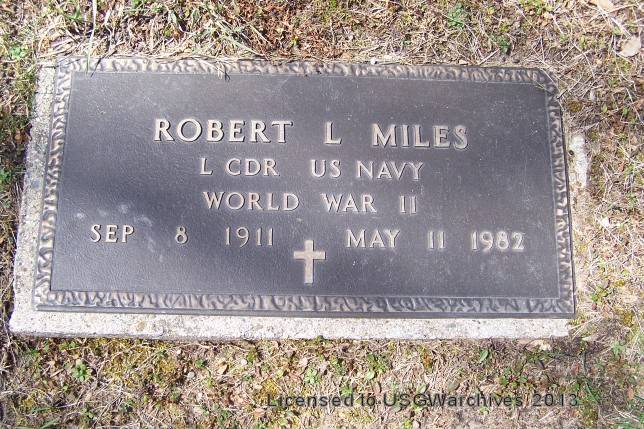 ROBERT L MILES
L CDR US NAVY
WORLD WAR II
SEP 8 1911 MAY 11 1982
Licensed to USGWarchives 2013